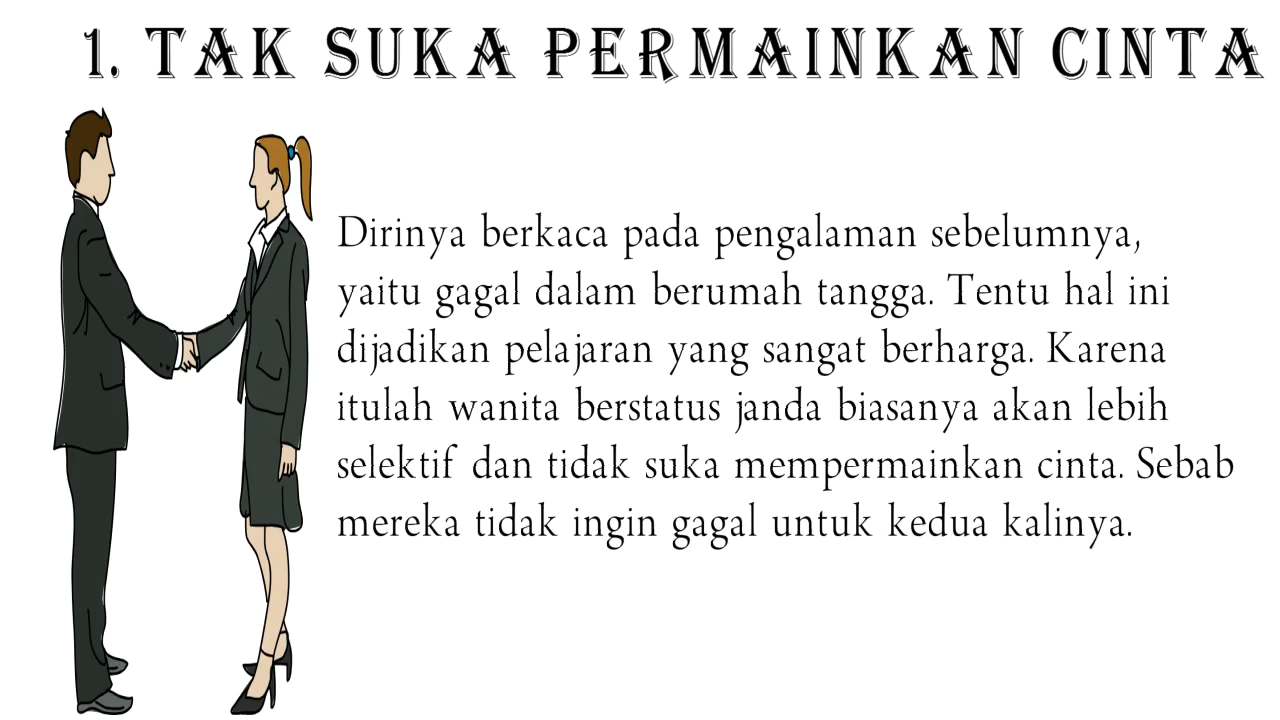 1. TAK SUKA PERMAINKAN CINTA
Dirinya berkaca pada pengalaman sebelumnya,
yaitu gagal dalam berumah tangga. Tentu hal ini
dijadikan pelajaran yang sangat berharga. Karena
itulah wanita berstatus janda biasanya akan lebih
selektif dan tidak suka mempermainkan cinta. Sebab
mereka tidak ingin gagal untuk kedua kalinya.